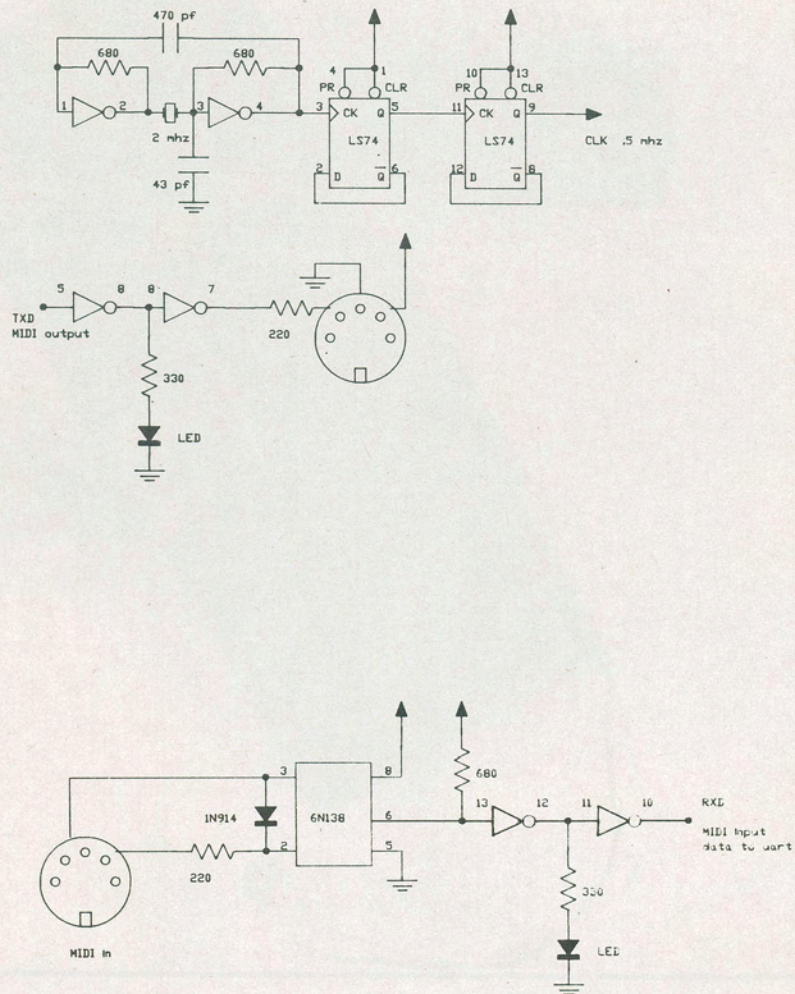 470 pf
680
680
4
1
10
13
PR
CLR
PR
CLR
1
2
3
4
3
CK
Q
5
11
CK
Q
9
2 mhz
LS74
LS74
CLK .5 mhz
2
D
Q
6
12
D
Q
8
43 pf
5
8
8
7
TXD
MIDI output
220
330
LED
3
8
680
1N914
6N138
6
13
12
11
10
RXD
2
5
MIDI Input
data to uart
220
330
MIDI In
LED